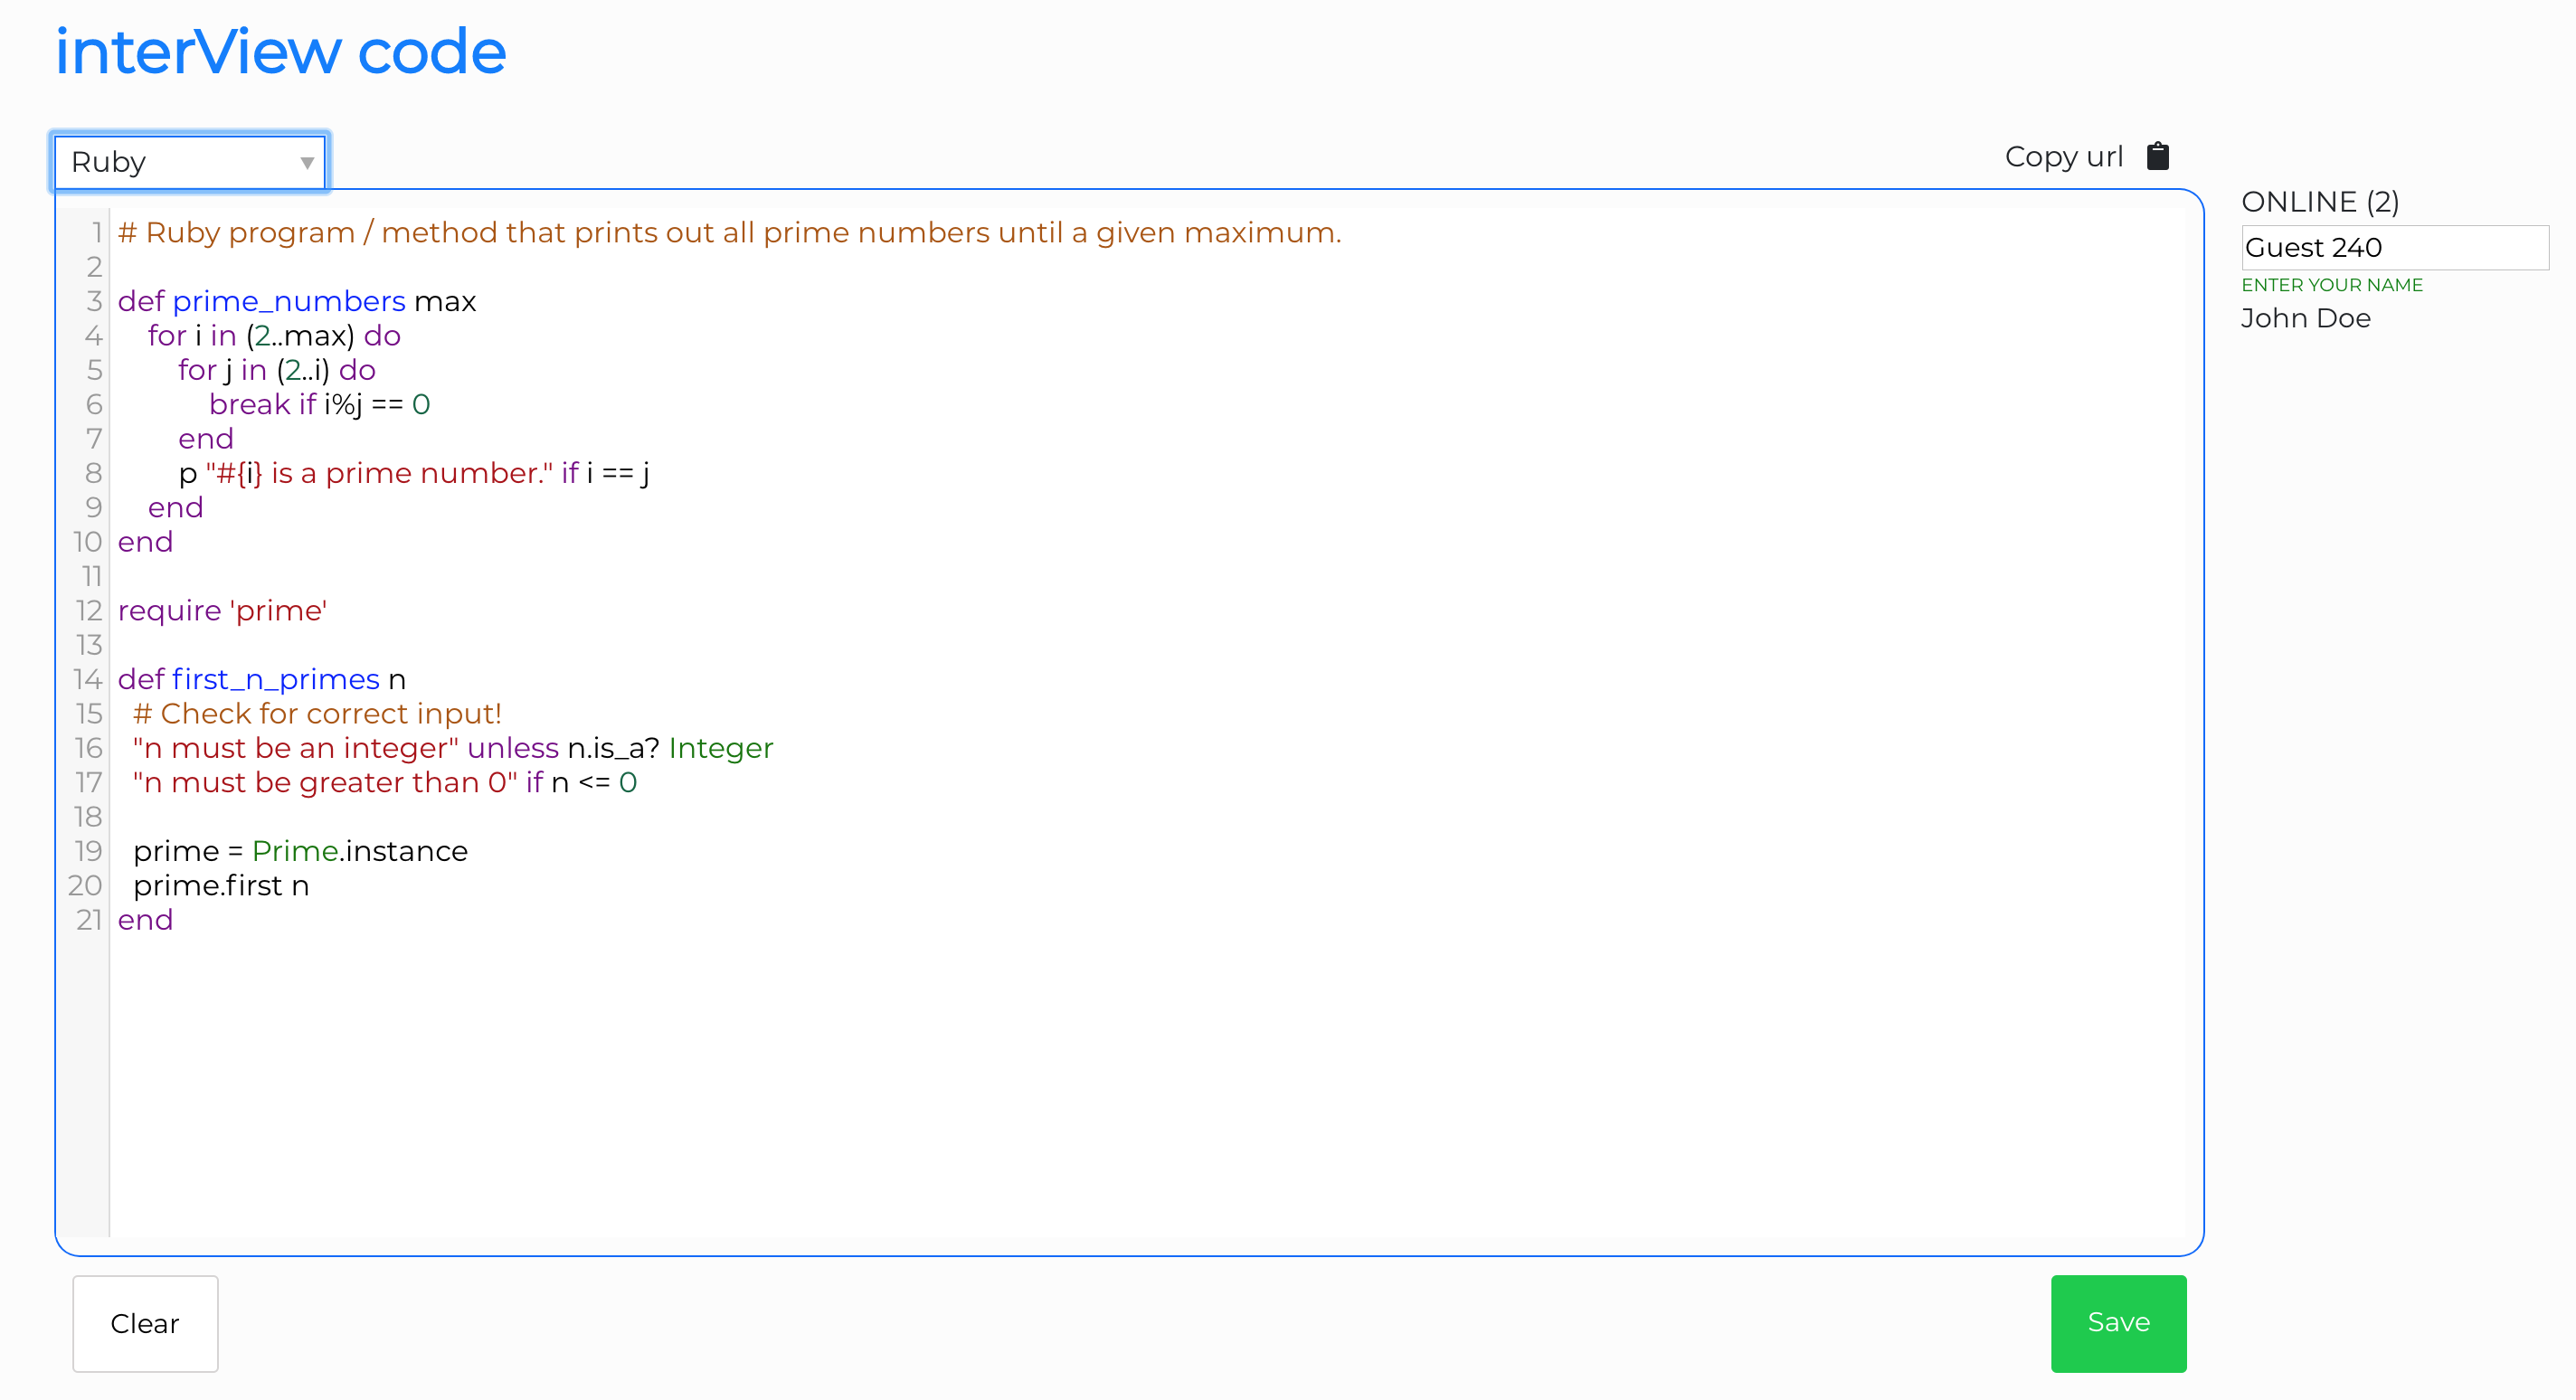 interView code
Ruby
Copy url
1 # Ruby program / method that prints out all prime numbers until a given maximum.
2
3 def prime_numbers max
4     for i in (2..max) do
5         for j in (2..i) do
6             break if i%j == 0
7         end
8         p "#{i} is a prime number." if i == j
9     end
10 end
11
12 require 'prime'
13
14 def first_n_primes n
15   # Check for correct input!
16   "n must be an integer" unless n.is_a? Integer
17   "n must be greater than 0" if n <= 0
18
19   prime = Prime.instance
20   prime.first n
21 end
ONLINE (2)
Guest 240
ENTER YOUR NAME
John Doe
Clear
Save